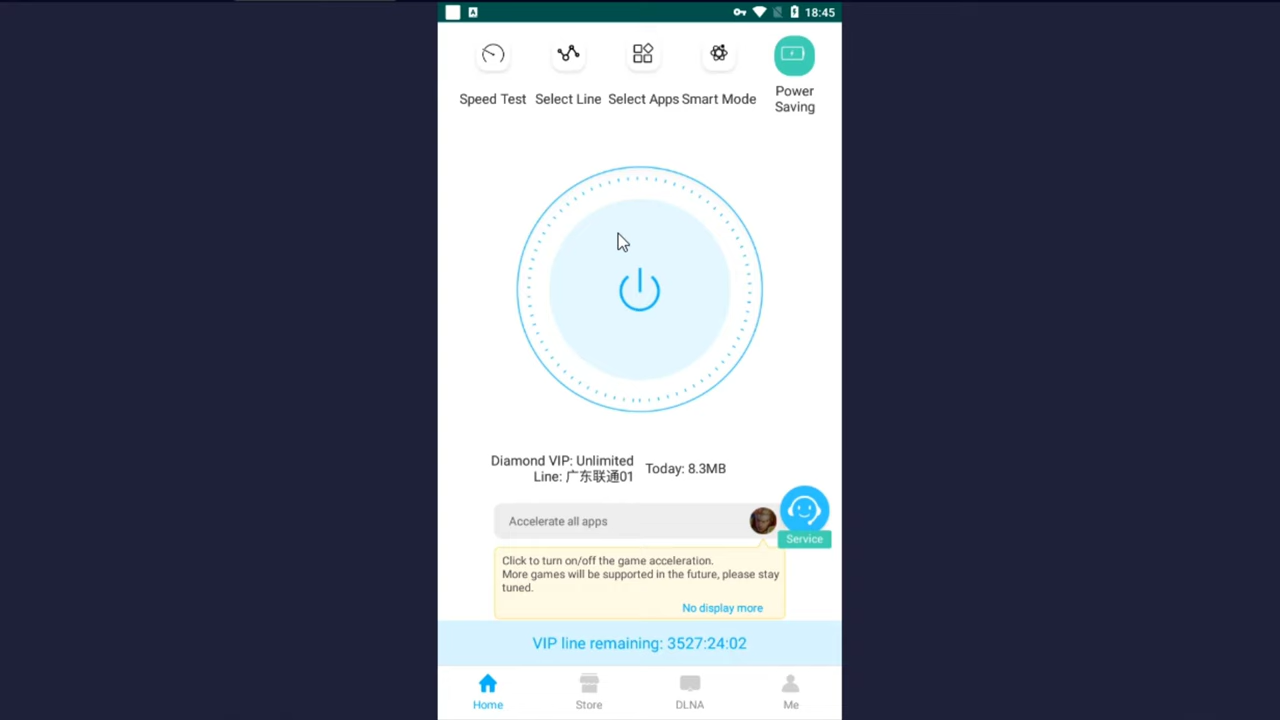 18:45
Speed Test
Select Line
Select Apps
Smart Mode
Power
Saving
Diamond VIP: Unlimited
Line: 广东联通01
Today: 8.3MB
Accelerate all apps
Service
Click to turn on/off the game acceleration.
More games will be supported in the future, please stay
tuned.
No display more
VIP line remaining: 3527:24:02
Home
Store
DLNA
Me